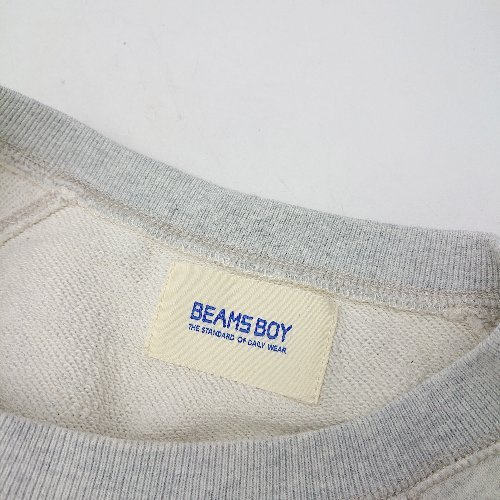 BEAMS BOY
THE STANDARD OF DAILY WEAR